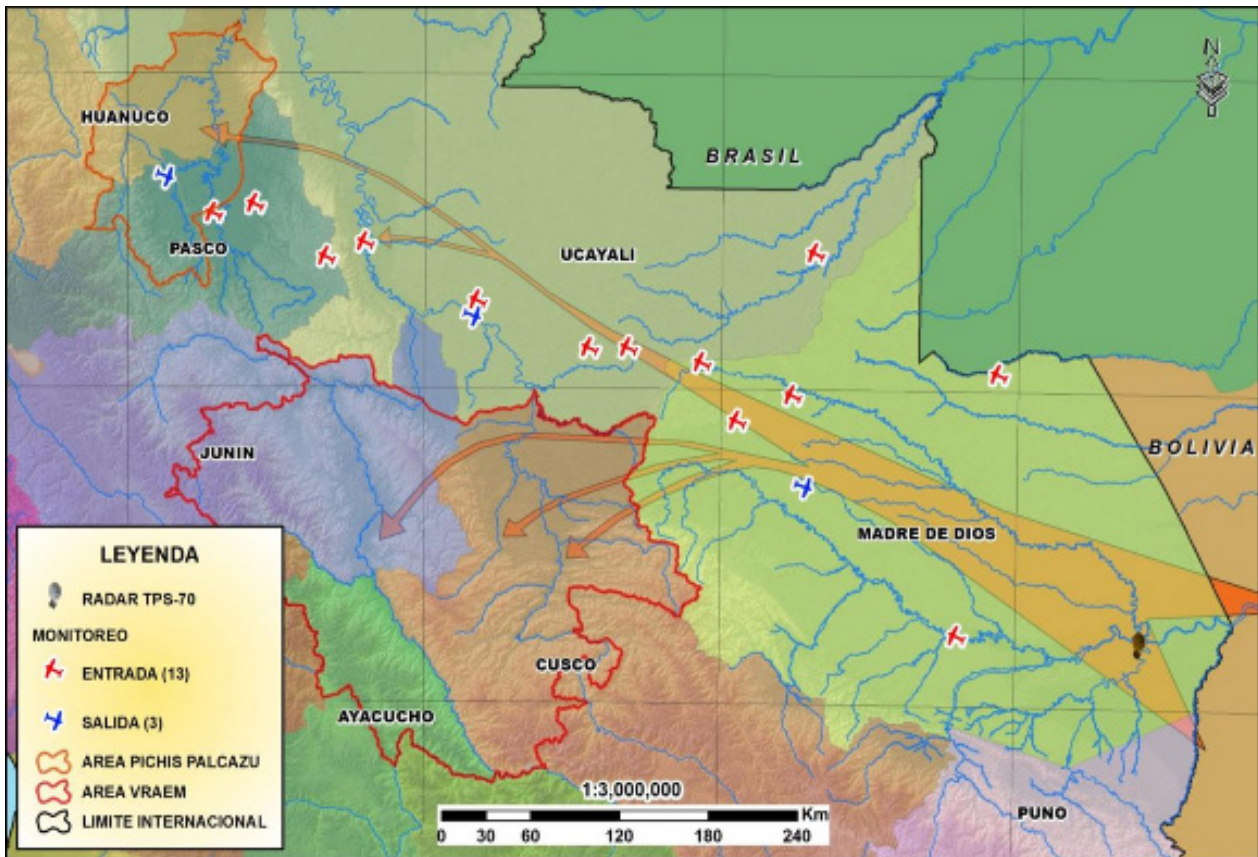 N
HUANUCO
BRASIL
PASCO
UCAYALI
BOLIVIA
JUNIN
MADRE DE DIOS
CUSCO
AYACUCHO
PUNO
LEYENDA
RADAR TPS-70
MONITOREO
ENTRADA (13)
SALIDA (3)
AREA PICHIS PALCAZU
AREA VRAEM
LIMITE INTERNACIONAL
1:3,000,000
Km
0 30 60 120 180 240